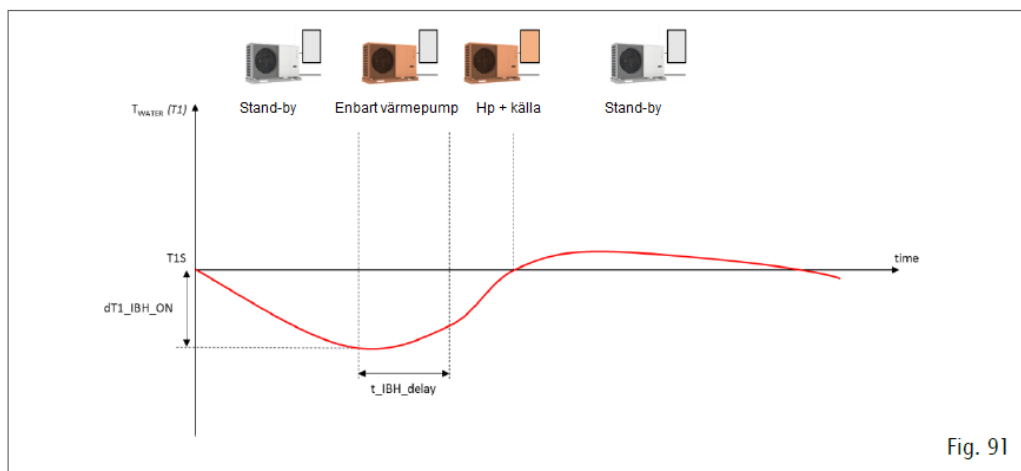 Stand-by
Enbart värmepump
Hp + källa
Stand-by
TWATER (T1)
T1S
time
dT1_IBH_ON
t_IBH_delay
Fig. 91